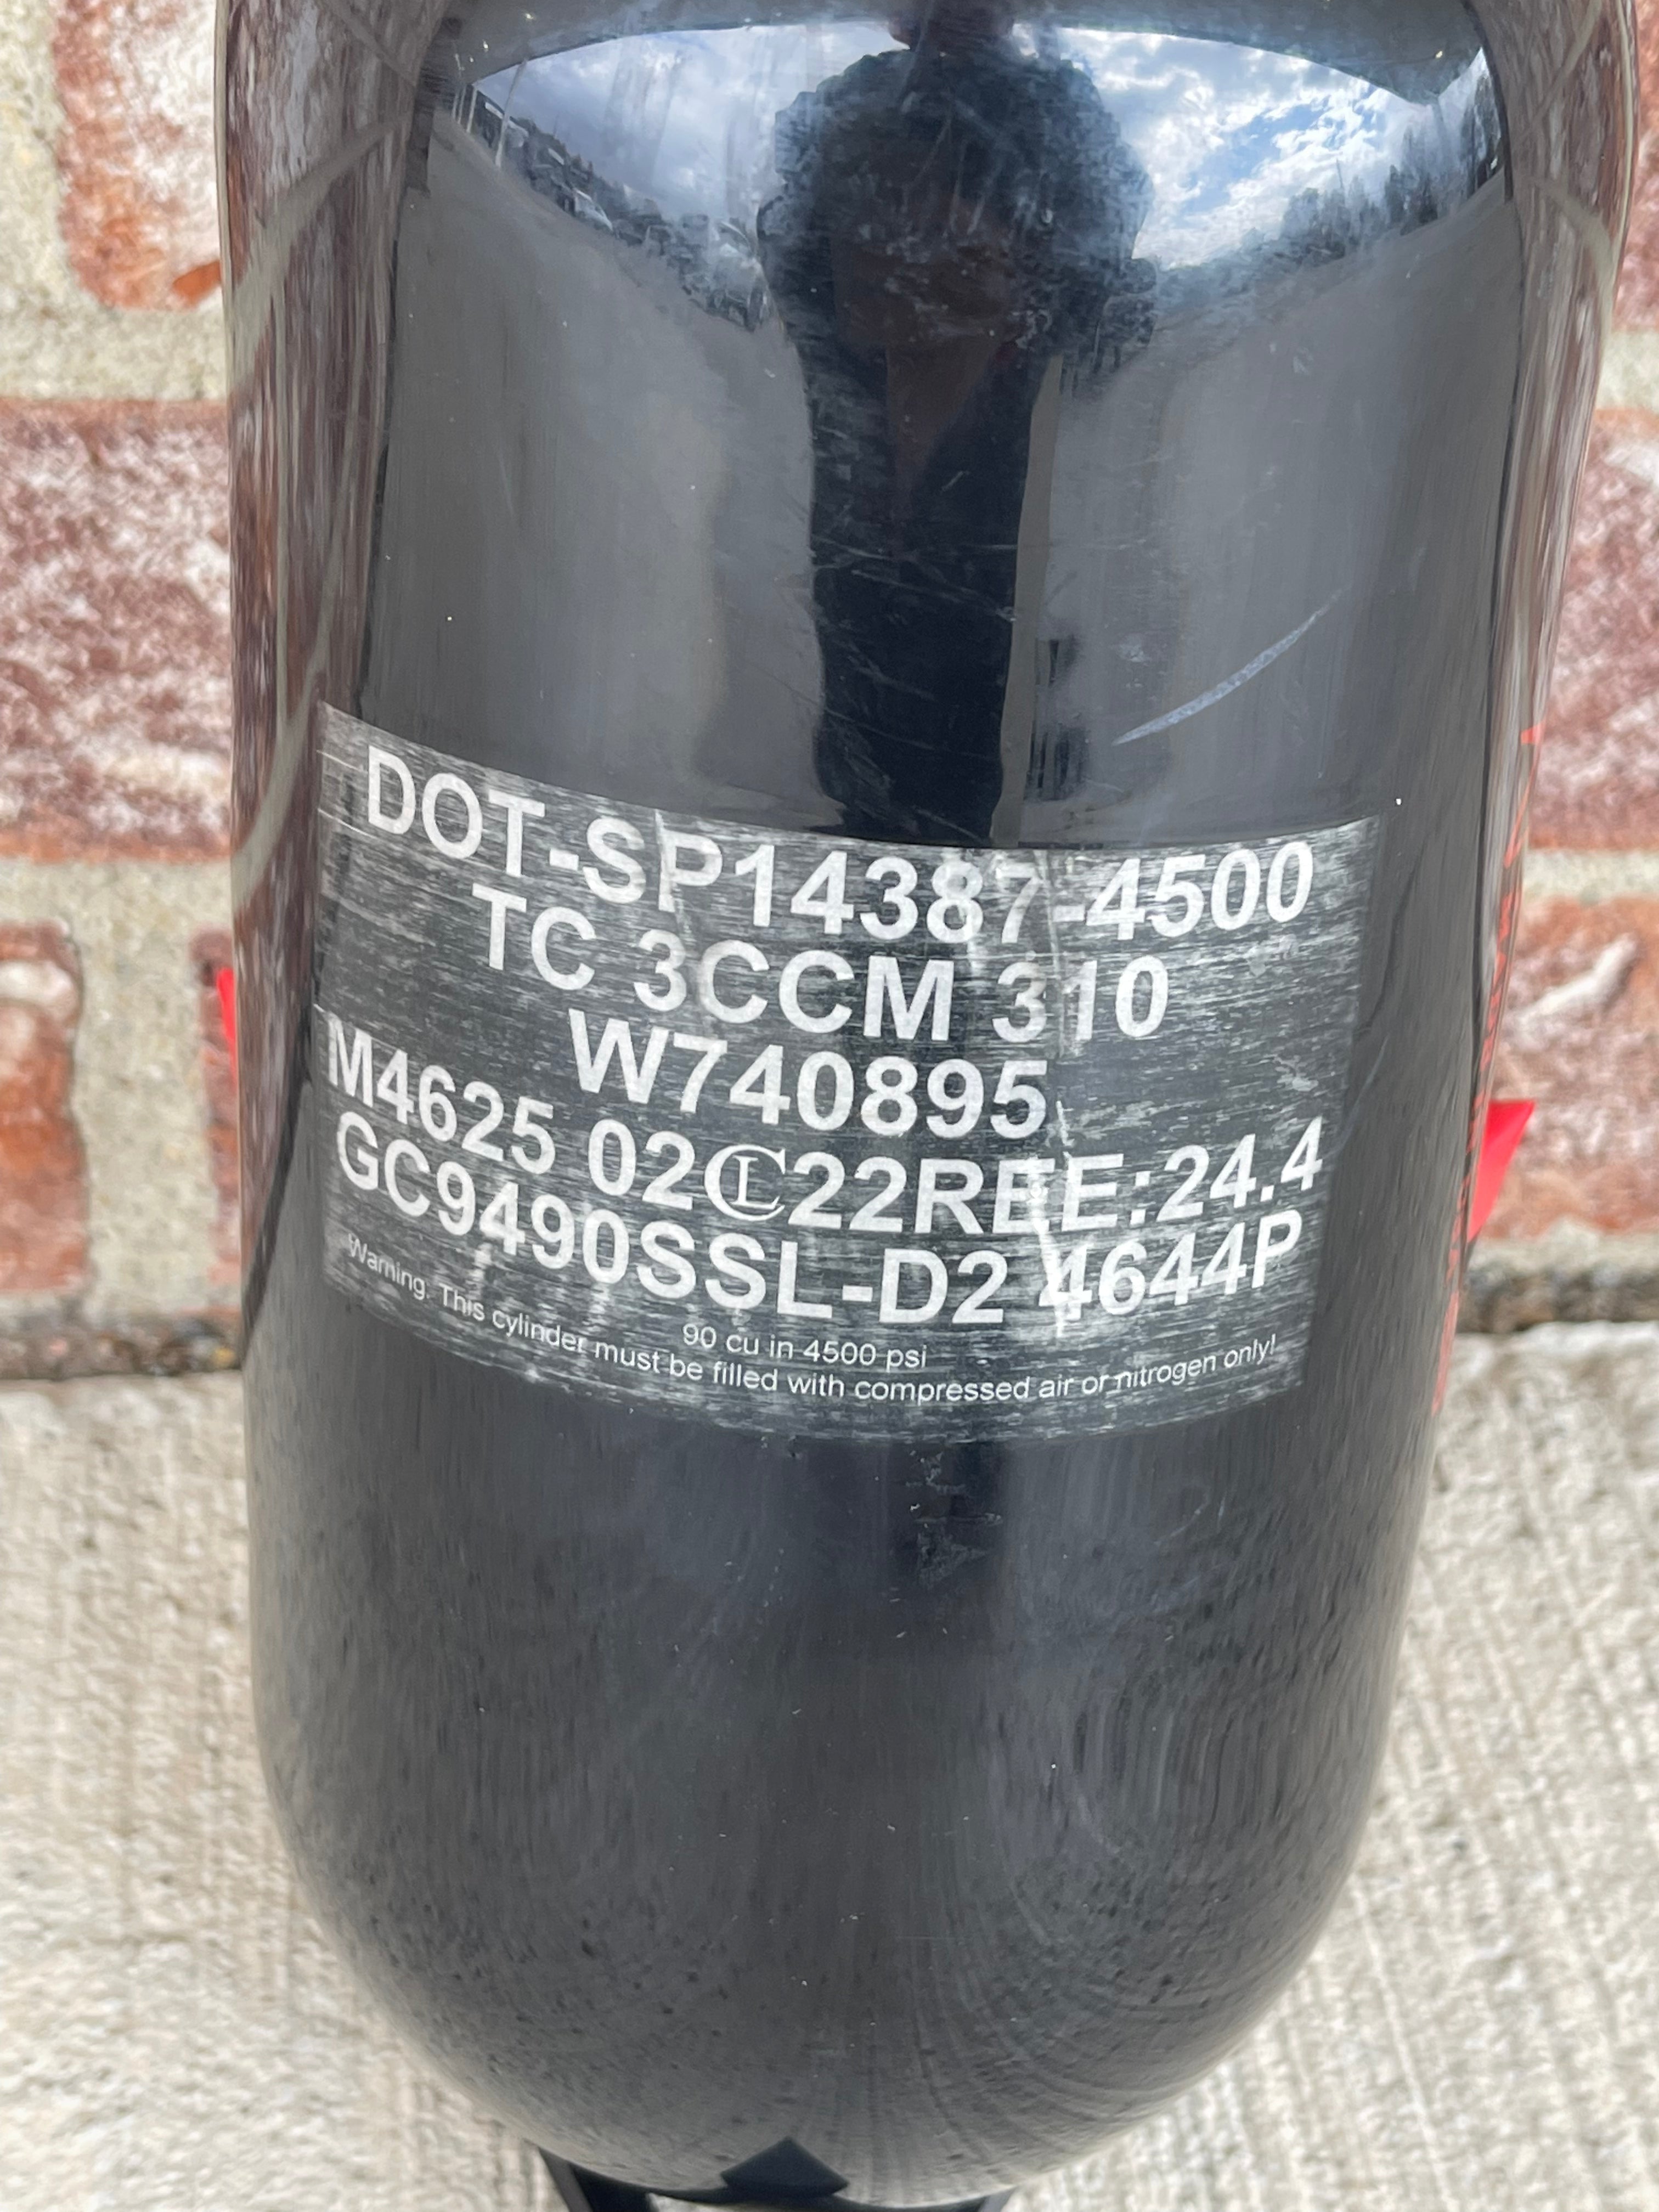 DOT-SP14387-4500
TC 3CCM 310
W740895
M4625 02CL22REE:24.4
GC9490SSL-D2 4644P
90 cu in 4500 psi
Warning: This cylinder must be filled with compressed air or nitrogen only!